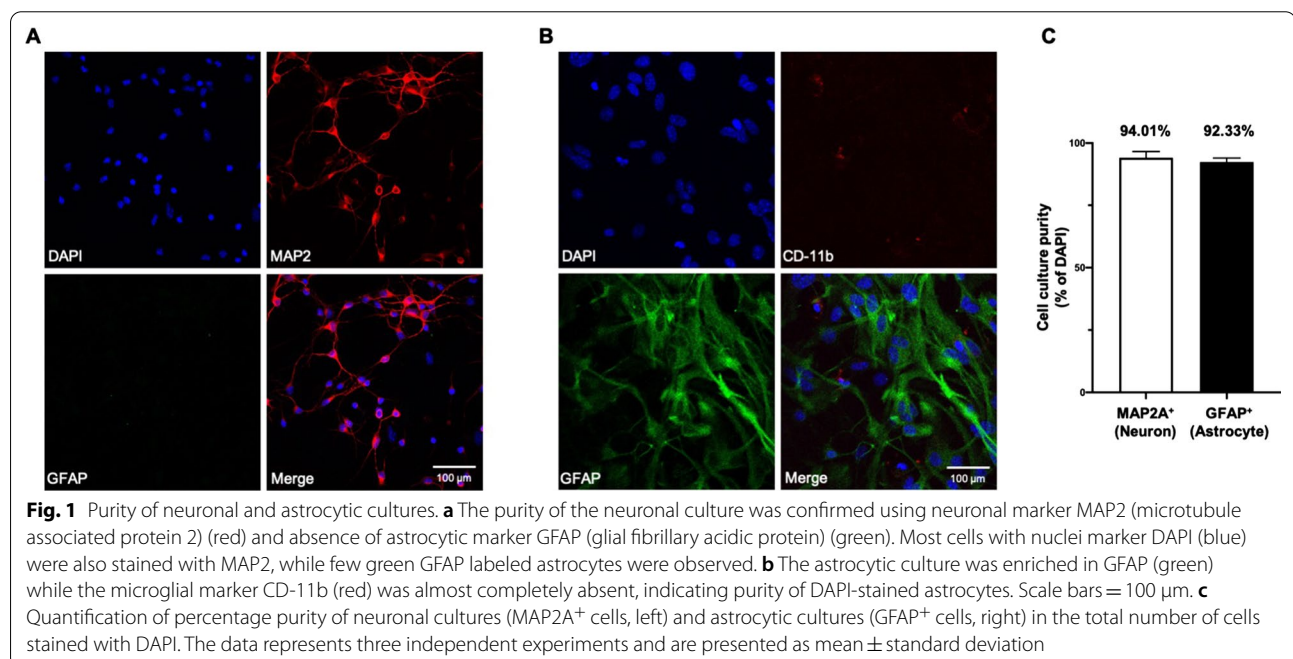 A
B
C
DAPI
MAP2
GFAP
Merge
100 µm
DAPI
CD-11b
GFAP
Merge
100 µm
94.01%
92.33%
100
50
0
Cell culture purity
(% of DAPI)
MAP2A⁺
(Neuron)
GFAP⁺
(Astrocyte)
Fig. 1 Purity of neuronal and astrocytic cultures. a The purity of the neuronal culture was confirmed using neuronal marker MAP2 (microtubule
associated protein 2) (red) and absence of astrocytic marker GFAP (glial fibrillary acidic protein) (green). Most cells with nuclei marker DAPI (blue)
were also stained with MAP2, while few green GFAP labeled astrocytes were observed. b The astrocytic culture was enriched in GFAP (green)
while the microglial marker CD-11b (red) was almost completely absent, indicating purity of DAPI-stained astrocytes. Scale bars = 100 µm. c
Quantification of percentage purity of neuronal cultures (MAP2A⁺ cells, left) and astrocytic cultures (GFAP⁺ cells, right) in the total number of cells
stained with DAPI. The data represents three independent experiments and are presented as mean ± standard deviation